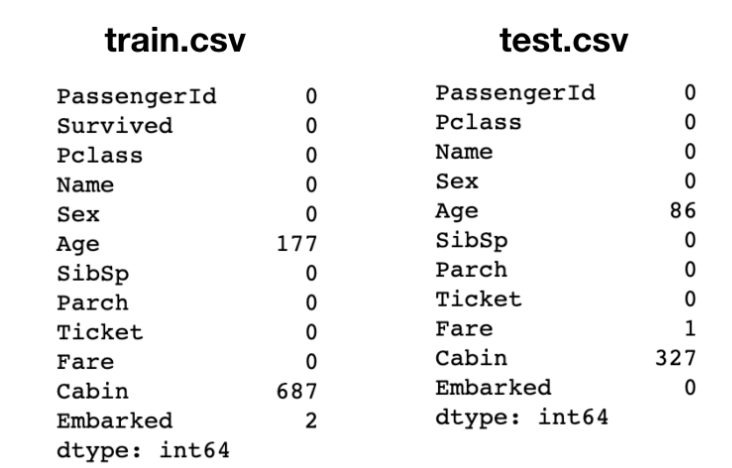 train.csv
PassengerId 0
Survived 0
Pclass 0
Name 0
Sex 0
Age 177
SibSp 0
Parch 0
Ticket 0
Fare 0
Cabin 687
Embarked 2
dtype: int64
test.csv
PassengerId 0
Pclass 0
Name 0
Sex 0
Age 86
SibSp 0
Parch 0
Ticket 0
Fare 1
Cabin 327
Embarked 0
dtype: int64